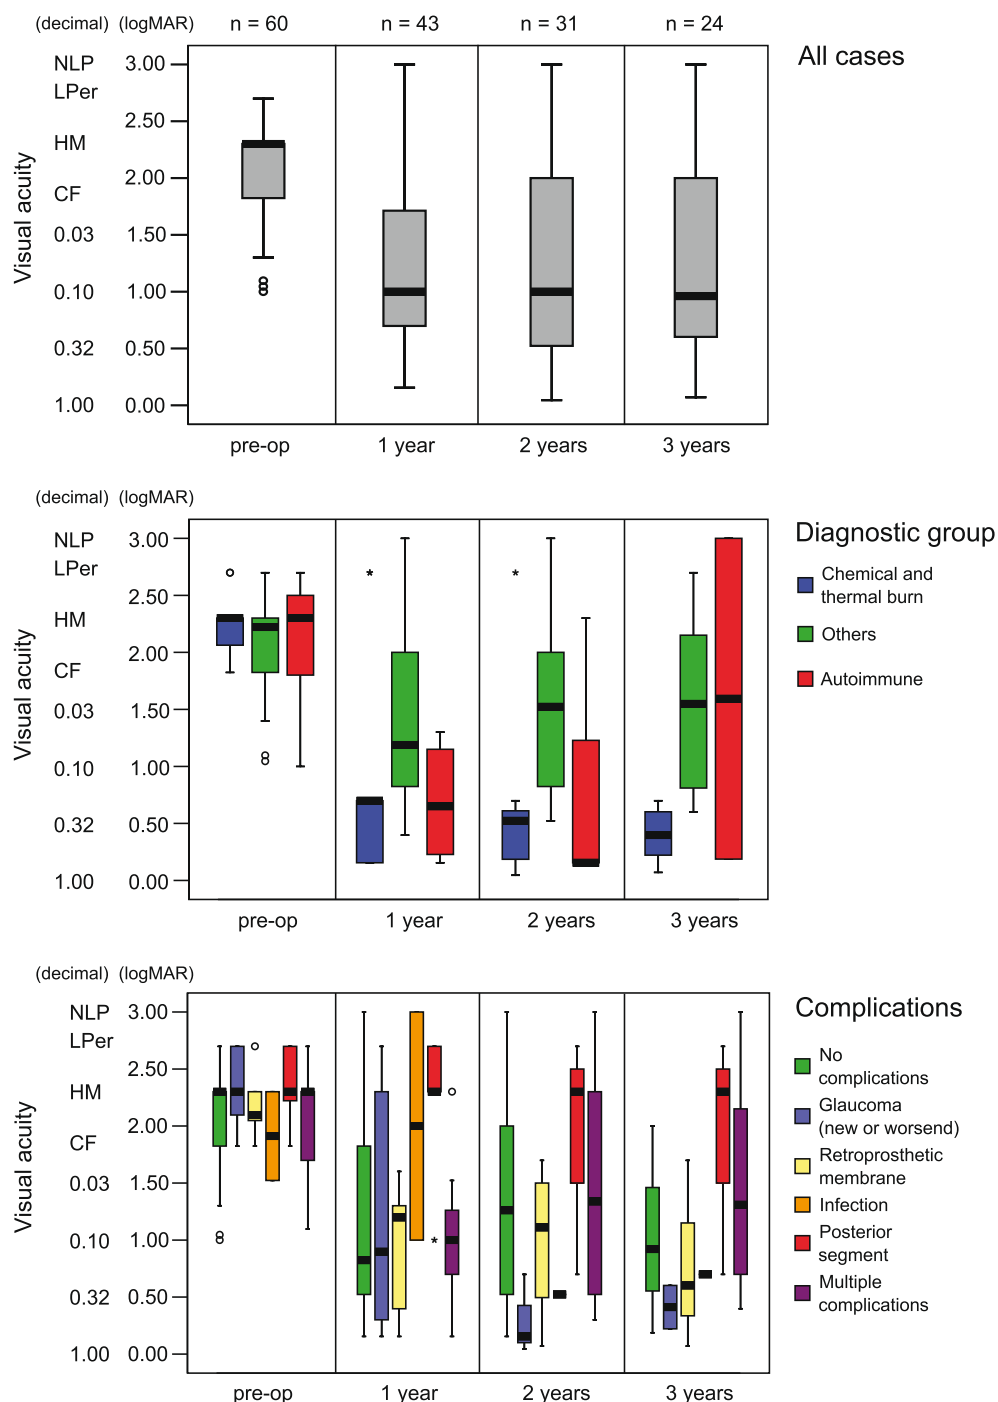 (decimal) (logMAR) n = 60 n = 43 n = 31 n = 24
All cases
Visual acuity
NLP 3.00
LPer
2.50
HM
2.00
CF
0.03 1.50
0.10 1.00
0.32 0.50
1.00 0.00
pre-op 1 year 2 years 3 years
(decimal) (logMAR)
Diagnostic group
Visual acuity
NLP 3.00
LPer
2.50
HM
2.00
CF
0.03 1.50
0.10 1.00
0.32 0.50
1.00 0.00
Chemical and
thermal burn
Others
Autoimmune
* *
pre-op 1 year 2 years 3 years
(decimal) (logMAR)
Complications
Visual acuity
NLP 3.00
LPer
2.50
HM
2.00
CF
0.03 1.50
0.10 1.00
0.32 0.50
1.00 0.00
No
complications
Glaucoma
(new or worsend)
Retroprosthetic
membrane
Infection
Posterior
segment
Multiple
complications
*
pre-op 1 year 2 years 3 years